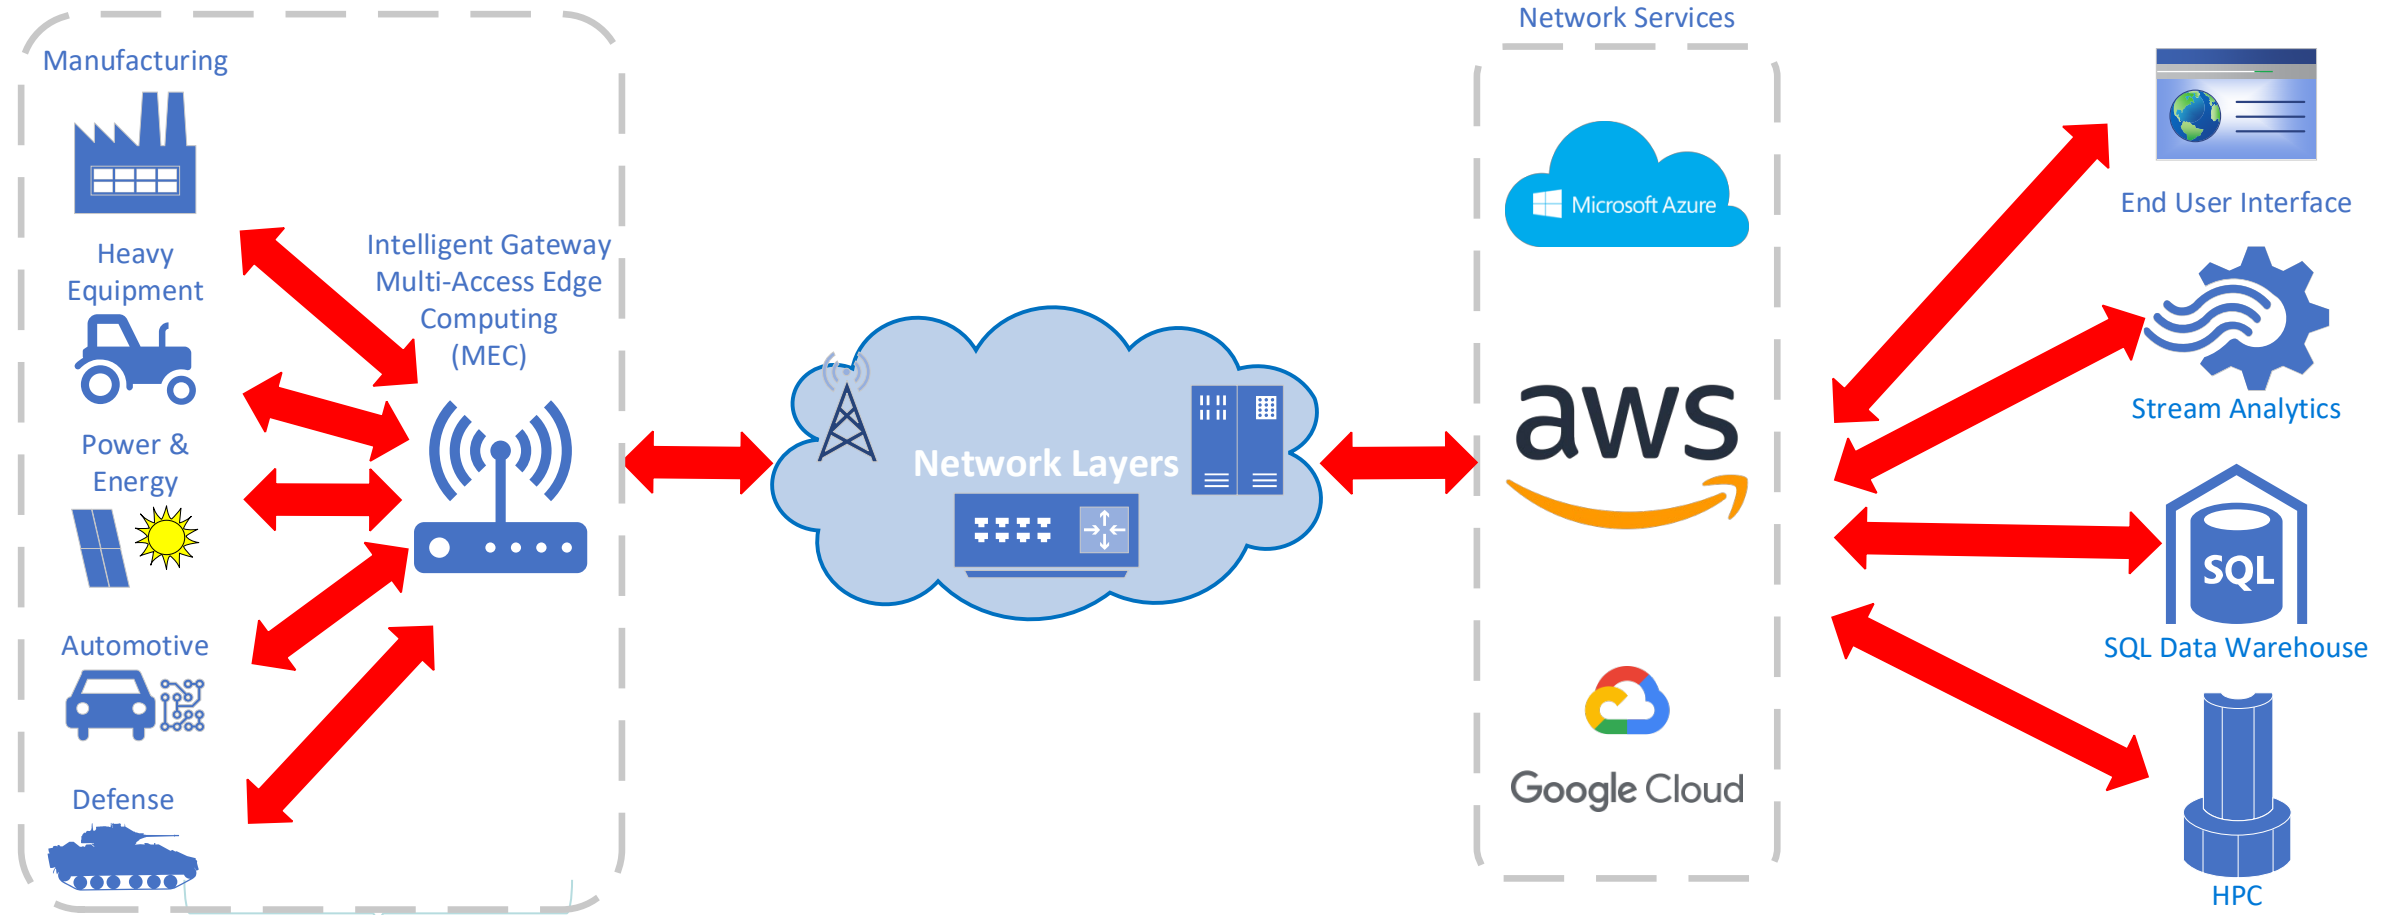 Manufacturing
Heavy
Equipment
Power &
Energy
Automotive
Defense
Intelligent Gateway
Multi-Access Edge
Computing
(MEC)
Network Layers
Network Services
Microsoft Azure
aws
Google Cloud
End User Interface
Stream Analytics
SQL
SQL Data Warehouse
HPC